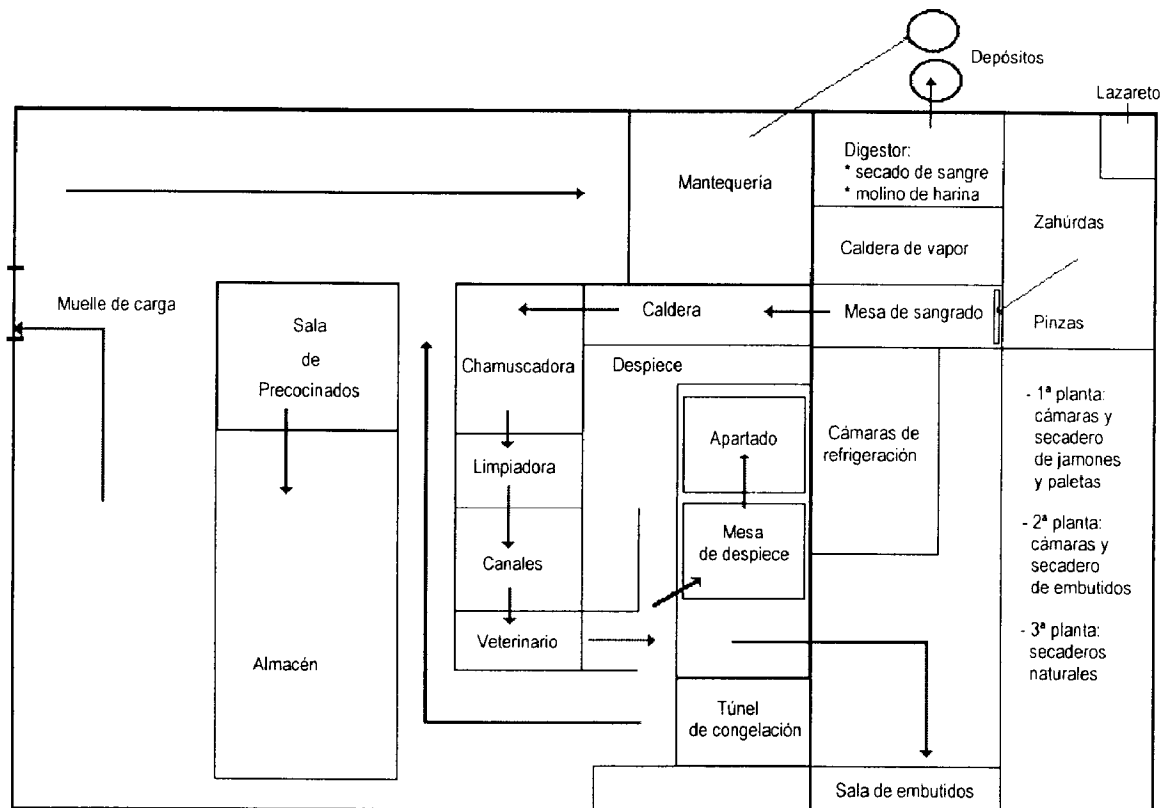 Depósitos
Lazareto
Digestor:
* secado de sangre
* molino de harina
Mantequería
Zahúrdas
Caldera de vapor
Muelle de carga
Caldera
Mesa de sangrado
Pinzas
Sala
de
Precocinados
Chamuscadora
Despiece
- 1ª planta:
cámaras y
secadero
de jamones
y paletas
Apartado
Cámaras de
refrigeración
Limpiadora
- 2ª planta:
cámaras y
secadero
de embutidos
Mesa
de despiece
Canales
- 3ª planta:
secaderos
naturales
Veterinario
Almacén
Túnel
de congelación
Sala de embutidos